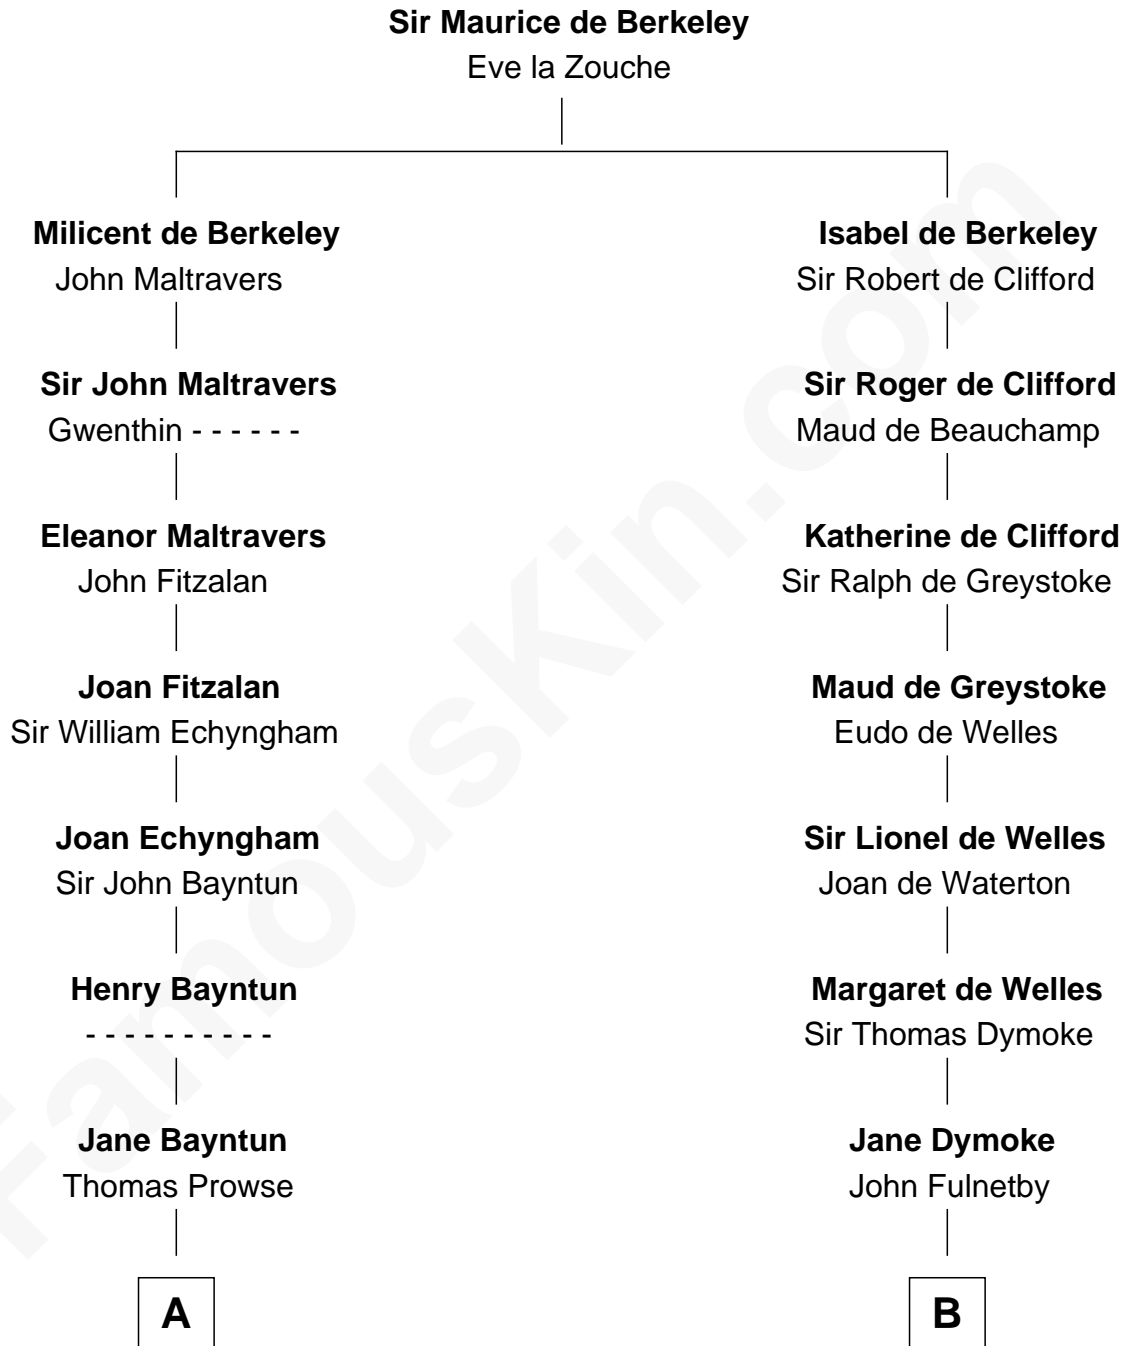 Sir Maurice de Berkeley
Eve la Zouche
Milicent de Berkeley
John Maltravers
Isabel de Berkeley
Sir Robert de Clifford
Sir John Maltravers
Gwenthin - - - - - -
Sir Roger de Clifford
Maud de Beauchamp
Eleanor Maltravers
John Fitzalan
Katherine de Clifford
Sir Ralph de Greystoke
Joan Fitzalan
Sir William Echyngham
Maud de Greystoke
Eudo de Welles
Joan Echyngham
Sir John Bayntun
Sir Lionel de Welles
Joan de Waterton
Henry Bayntun
- - - - - - - - - -
Margaret de Welles
Sir Thomas Dymoke
Jane Bayntun
Thomas Prowse
Jane Dymoke
John Fulnetby
A
B
FamousKin.com